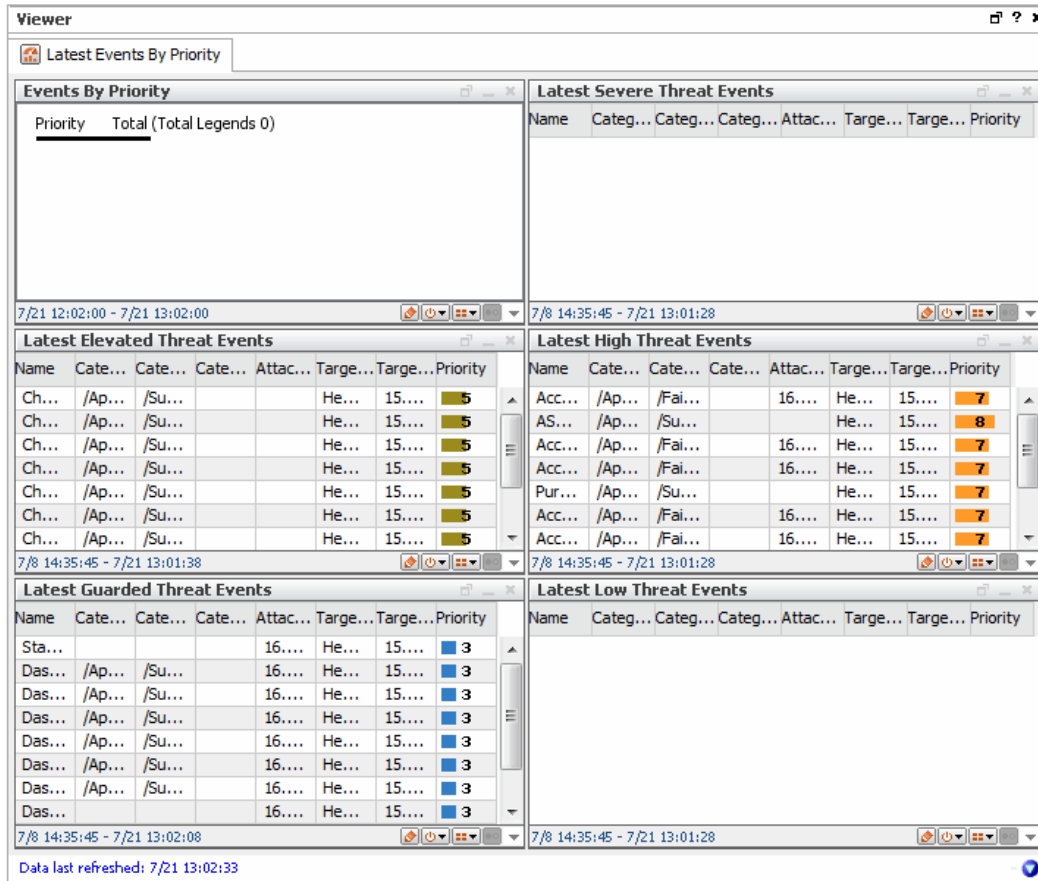 Viewer
Latest Events By Priority
Events By Priority
Priority Total (Total Legends 0)
7/21 12:02:00 - 7/21 13:02:00
Latest Severe Threat Events
Name Categ... Categ... Categ... Attac... Targe... Targe... Priority
7/8 14:35:45 - 7/21 13:01:28
Latest Elevated Threat Events
Name Cate... Cate... Cate... Attac... Targe... Targe... Priority
Ch... /Ap... /Su... He... 15.... 5
Ch... /Ap... /Su... He... 15.... 5
Ch... /Ap... /Su... He... 15.... 5
Ch... /Ap... /Su... He... 15.... 5
Ch... /Ap... /Su... He... 15.... 5
Ch... /Ap... /Su... He... 15.... 5
Ch... /Ap... /Su... He... 15.... 5
7/8 14:35:45 - 7/21 13:01:38
Latest High Threat Events
Name Cate... Cate... Cate... Attac... Targe... Targe... Priority
Acc... /Ap... /Fai... 16.... He... 15.... 7
AS... /Ap... /Su... He... 15.... 8
Acc... /Ap... /Fai... 16.... He... 15.... 7
Acc... /Ap... /Fai... 16.... He... 15.... 7
Pur... /Ap... /Su... He... 15.... 7
Acc... /Ap... /Fai... 16.... He... 15.... 7
Acc... /Ap... /Fai... 16.... He... 15.... 7
7/8 14:35:45 - 7/21 13:01:28
Latest Guarded Threat Events
Name Cate... Cate... Cate... Attac... Targe... Targe... Priority
Sta... 16.... He... 15.... 3
Das... /Ap... /Su... 16.... He... 15.... 3
Das... /Ap... /Su... 16.... He... 15.... 3
Das... /Ap... /Su... 16.... He... 15.... 3
Das... /Ap... /Su... 16.... He... 15.... 3
Das... /Ap... /Su... 16.... He... 15.... 3
Das... /Ap... /Su... 16.... He... 15.... 3
Das... 16.... He... 15.... 3
7/8 14:35:45 - 7/21 13:02:08
Latest Low Threat Events
Name Categ... Categ... Categ... Attac... Targe... Targe... Priority
7/8 14:35:45 - 7/21 13:01:28
Data last refreshed: 7/21 13:02:33